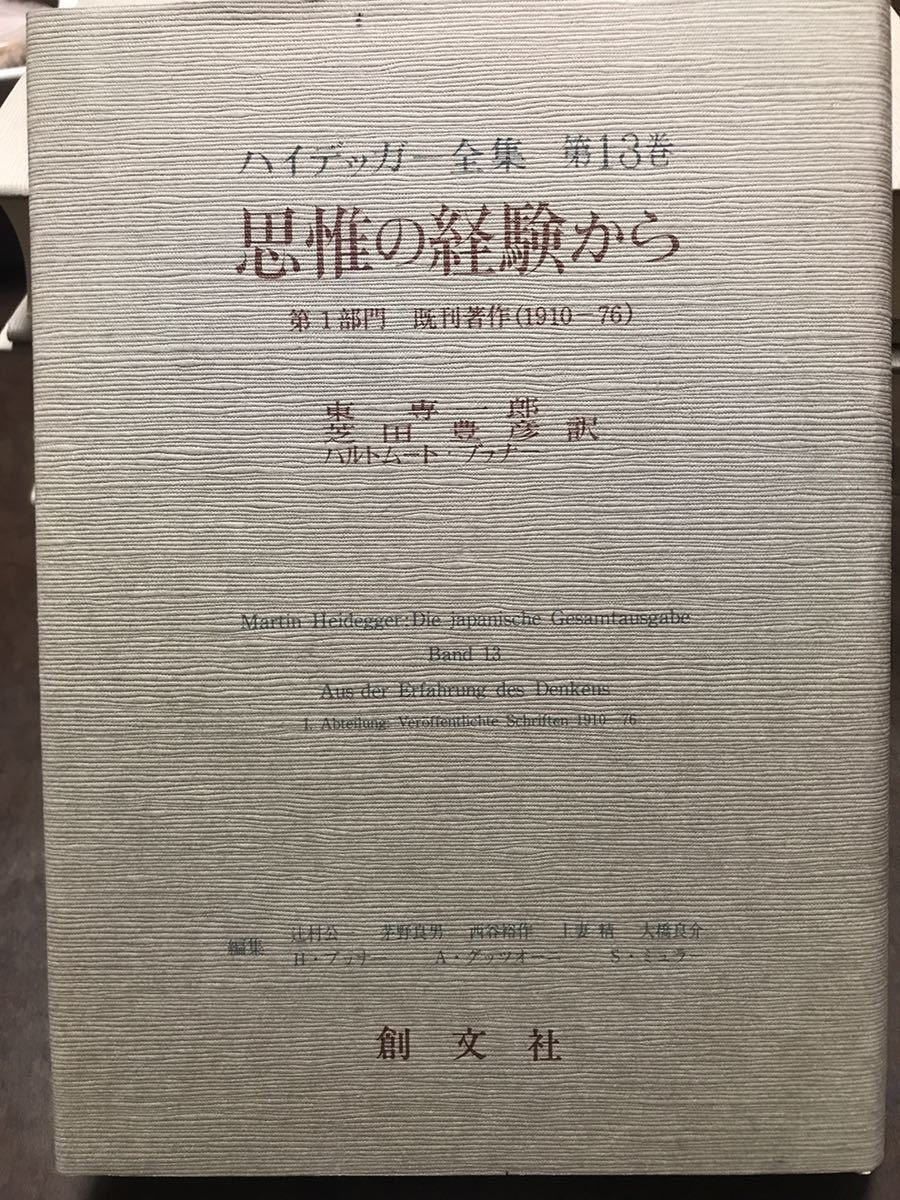 ハイデッガー全集 第13巻
思惟の経験から
第1部門 既刊著作(1910−76)
東 専一郎
芝田 豊彦 訳
ハルトムート・ブフナー
Martin Heidegger: Die japanische Gesamtausgabe
Band 13
Aus der Erfahrung des Denkens
I. Abteilung: Veröffentlichte Schriften 1910−76
編集 辻村公一 茅野良男 西谷裕作 上妻 精 大橋良介
H・ブフナー A・グッツオーニ S・ミュラー
創文社